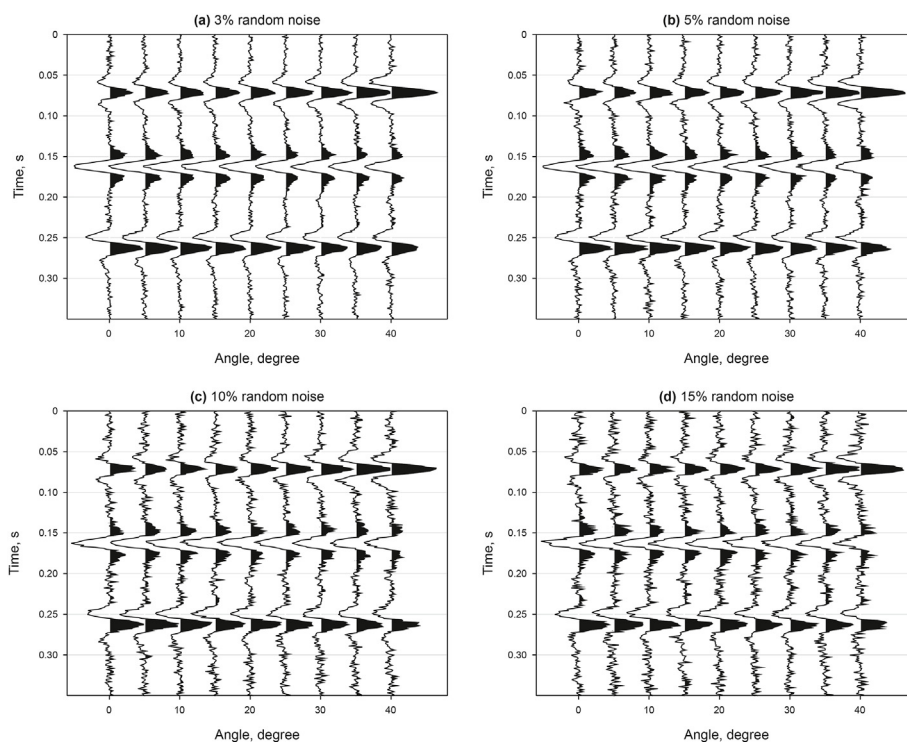 (a) 3% random noise
0
0.05
0.10
0.15
0.20
0.25
0.30
Time, s
0 10 20 30 40
Angle, degree
(b) 5% random noise
0
0.05
0.10
0.15
0.20
0.25
0.30
Time, s
0 10 20 30 40
Angle, degree
(c) 10% random noise
0
0.05
0.10
0.15
0.20
0.25
0.30
Time, s
0 10 20 30 40
Angle, degree
(d) 15% random noise
0
0.05
0.10
0.15
0.20
0.25
0.30
Time, s
0 10 20 30 40
Angle, degree